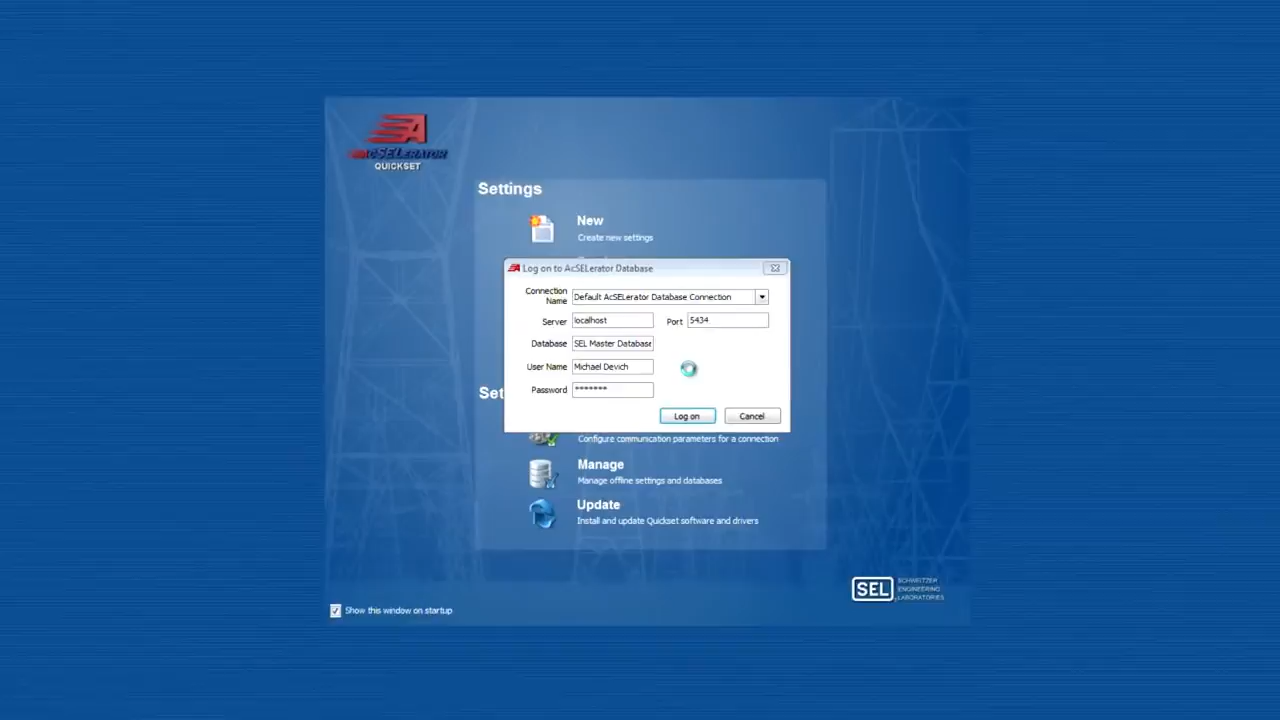 AcSELERATOR
QUICKSET
Settings
New
Create new settings
Log on to AcSELerator Database
Connection Name
Default AcSELerator Database Connection
Server
localhost
Port
5434
Database
SEL Master Database
User Name
Michael Devich
Password
*******
Set
Log on
Cancel
Configure communication parameters for a connection
Manage
Manage offline settings and databases
Update
Install and update Quickset software and drivers
SEL
SCHWEITZER
ENGINEERING
LABORATORIES
Show this window on startup